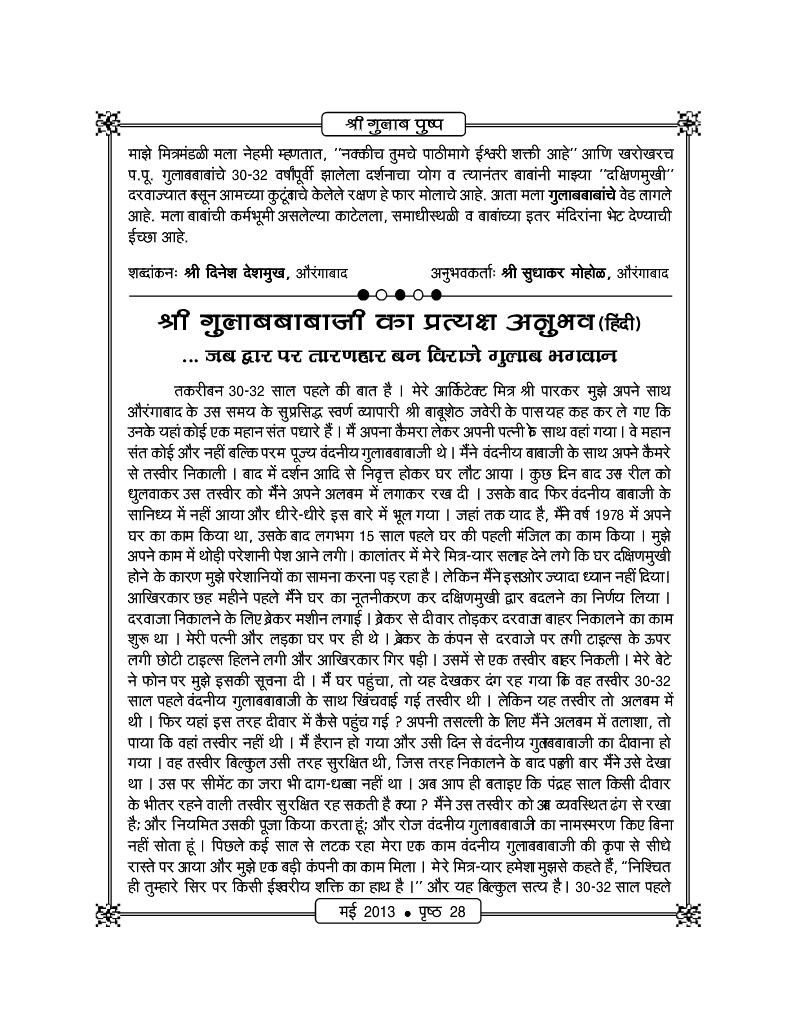 श्री गुलाब पुष्प
माझे मित्रमंडळी मला नेहमी म्हणतात, ''नक्कीच तुमचे पाठीमागे ईश्वरी शक्ती आहे'' आणि खरोखरच
प.पू. गुलाबबाबांचे 30-32 वर्षांपूर्वी झालेला दर्शनाचा योग व त्यानंतर बाबांनी माझ्या ''दक्षिणमुखी''
दरवाज्यात बसून आमच्या कुटूंबाचे केलेले रक्षण हे फार मोलाचे आहे. आता मला गुलाबबाबांचे वेड लागले
आहे. मला बाबांची कर्मभूमी असलेल्या काटेलला, समाधीस्थळी व बाबांच्या इतर मंदिरांना भेट देण्याची
ईच्छा आहे.
शब्दांकनः श्री दिनेश देशमुख, औरंगाबाद अनुभवकर्ताः श्री सुधाकर मोहोळ, औरंगाबाद
श्री गुलाबबाबाजी का प्रत्यक्ष अनुभव (हिंदी)
... जब द्वार पर तारणहार बन विराजे गुलाब भगवान
तकरीबन 30-32 साल पहले की बात है । मेरे आर्किटेक्ट मित्र श्री पारकर मुझे अपने साथ
औरंगाबाद के उस समय के सुप्रसिद्ध स्वर्ण व्यापारी श्री बाबूशेठ जवेरी के पास यह कह कर ले गए कि
उनके यहां कोई एक महान संत पधारे हैं । मैं अपना कैमरा लेकर अपनी पत्नी के साथ वहां गया । वे महान
संत कोई और नहीं बल्कि परम पूज्य वंदनीय गुलाबबाबाजी थे । मैंने वंदनीय बाबाजी के साथ अपने कैमरे
से तस्वीर निकाली । बाद में दर्शन आदि से निवृत्त होकर घर लौट आया । कुछ दिन बाद उस रील को
धुलवाकर उस तस्वीर को मैंने अपने अलबम में लगाकर रख दी । उसके बाद फिर वंदनीय बाबाजी के
सानिध्य में नहीं आया और धीरे-धीरे इस बारे में भूल गया । जहां तक याद है, मैंने वर्ष 1978 में अपने
घर का काम किया था, उसके बाद लगभग 15 साल पहले घर की पहली मंजिल का काम किया । मुझे
अपने काम में थोड़ी परेशानी पेश आने लगी । कालांतर में मेरे मित्र-यार सलाह देने लगे कि घर दक्षिणमुखी
होने के कारण मुझे परेशानियों का सामना करना पड़ रहा है । लेकिन मैंने इस ओर ज्यादा ध्यान नहीं दिया।
आखिरकार छह महीने पहले मैंने घर का नूतनीकरण कर दक्षिणमुखी द्वार बदलने का निर्णय लिया ।
दरवाजा निकालने के लिए ब्रेकर मशीन लगाई । ब्रेकर से दीवार तोड़कर दरवाजा बाहर निकालने का काम
शुरू था । मेरी पत्नी और लड़का घर पर ही थे । ब्रेकर के कंपन से दरवाजे पर लगी टाइल्स के ऊपर
लगी छोटी टाइल्स हिलने लगी और आखिरकार गिर पड़ी । उसमें से एक तस्वीर बाहर निकली । मेरे बेटे
ने फोन पर मुझे इसकी सूचना दी । मैं घर पहुंचा, तो यह देखकर दंग रह गया कि वह तस्वीर 30-32
साल पहले वंदनीय गुलाबबाबाजी के साथ खिंचवाई गई तस्वीर थी । लेकिन यह तस्वीर तो अलबम में
थी । फिर यहां इस तरह दीवार में कैसे पहुंच गई ? अपनी तसल्ली के लिए मैंने अलबम में तलाशा, तो
पाया कि वहां तस्वीर नहीं थी । मैं हैरान हो गया और उसी दिन से वंदनीय गुलाबबाबाजी का दीवाना हो
गया । वह तस्वीर बिल्कुल उसी तरह सुरक्षित थी, जिस तरह निकालने के बाद पहली बार मैंने उसे देखा
था । उस पर सीमेंट का जरा भी दाग-धब्बा नहीं था । अब आप ही बताइए कि पंद्रह साल किसी दीवार
के भीतर रहने वाली तस्वीर सुरक्षित रह सकती है क्या ? मैंने उस तस्वीर को अब व्यवस्थित ढंग से रखा
है; और नियमित उसकी पूजा किया करता हूं; और रोज वंदनीय गुलाबबाबाजी का नामस्मरण किए बिना
नहीं सोता हूं । पिछले कई साल से लटक रहा मेरा एक काम वंदनीय गुलाबबाबाजी की कृपा से सीधे
रास्ते पर आया और मुझे एक बड़ी कंपनी का काम मिला । मेरे मित्र-यार हमेशा मुझसे कहते हैं, “निश्चित
ही तुम्हारे सिर पर किसी ईश्वरीय शक्ति का हाथ है ।'' और यह बिल्कुल सत्य है । 30-32 साल पहले
मई 2013 ● पृष्ठ 28